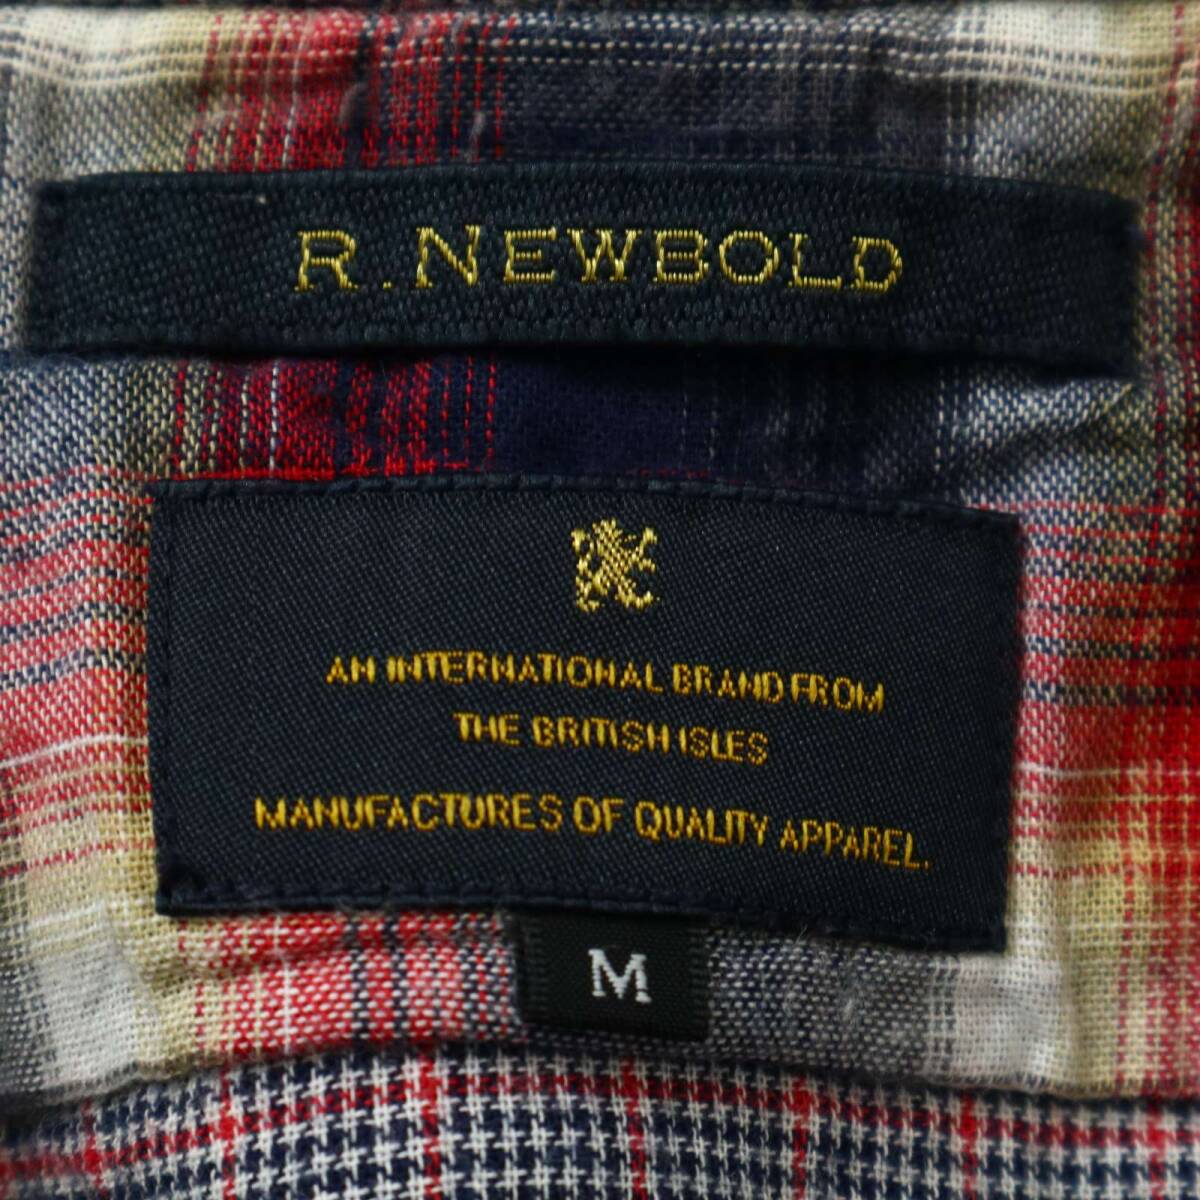 R. NEWBOLD
AN INTERNATIONAL BRAND FROM
THE BRITISH ISLES
MANUFACTURES OF QUALITY APPAREL.
M